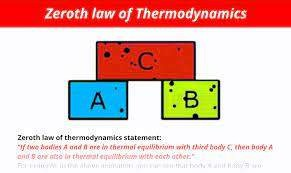 Zeroth law of Thermodynamics
C
A
B
Zeroth law of thermodynamics statement:
"If two bodies A and B are in thermal equilibrium with third body C, then body A
and B are also in thermal equilibrium with each other."